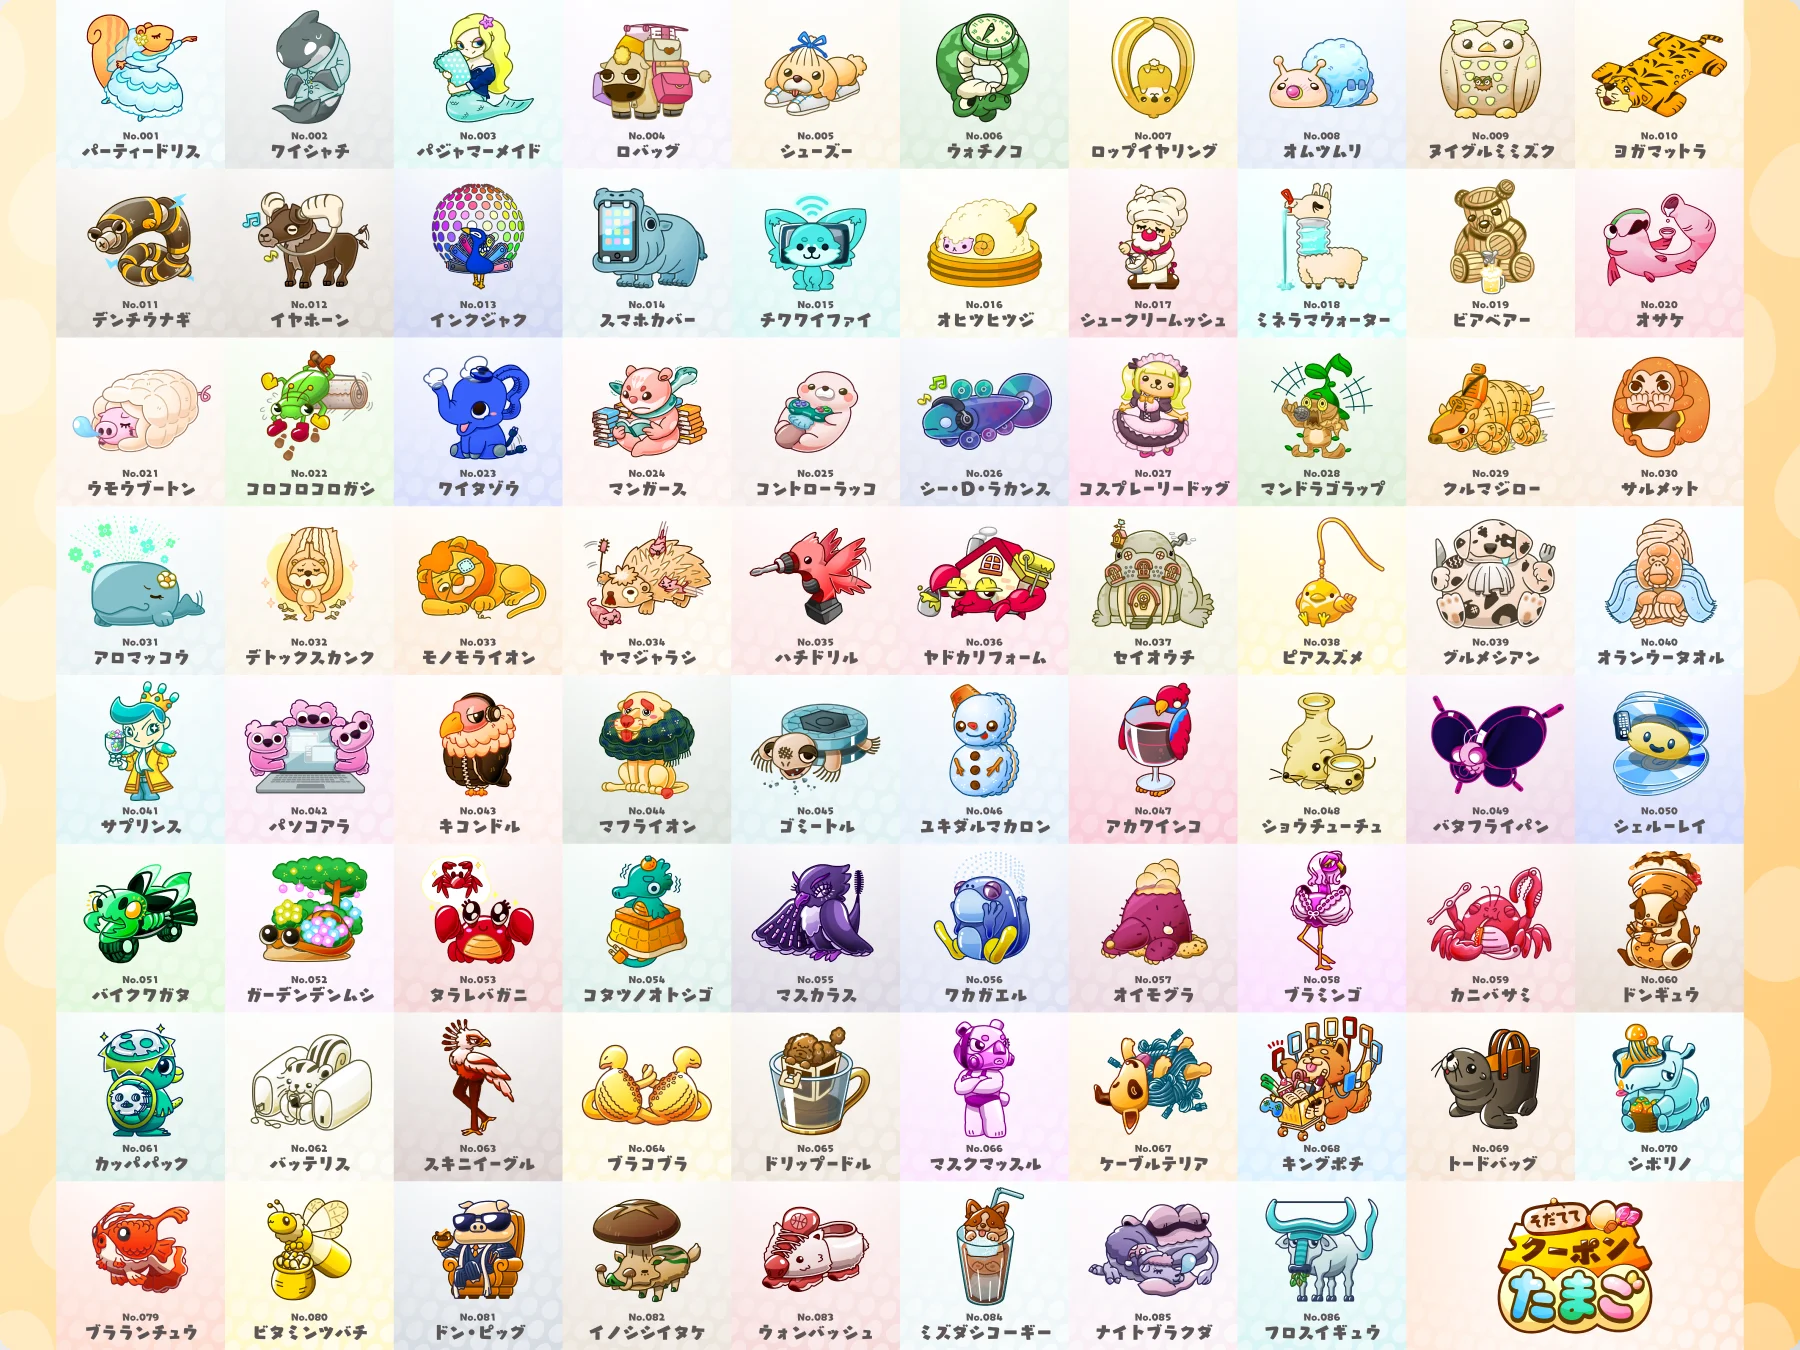 No.001
パーティードリス
No.002
ワイシャチ
No.003
パジャマーメイド
No.004
ロバッグ
No.005
シューズー
No.006
ウォチノコ
No.007
ロップイヤリング
No.008
オムツムリ
No.009
ヌイグルミミズク
No.010
ヨガマットラ
No.011
デンチウナギ
No.012
イヤホーン
No.013
インクジャク
No.014
スマホカバー
No.015
チワワイファイ
No.016
オヒツヒツジ
No.017
シュークリームッシュ
No.018
ミネラマウォーター
No.019
ビアベアー
No.020
オサケ
No.021
ウモウブートン
No.022
コロコロコロガシ
No.023
ワイタゾウ
No.024
マンガース
No.025
コントローラッコ
No.026
シー・D・ラカンス
No.027
コスプレーリードッグ
No.028
マンドラゴラップ
No.029
クルマジロー
No.030
サルメット
No.031
アロマッコウ
No.032
デトックスカンク
No.033
モノモライオン
No.034
ヤマジャラシ
No.035
ハチドリル
No.036
ヤドカリフォーム
No.037
セイオウチ
No.038
ピアスズメ
No.039
グルメシアン
No.040
オランウータオル
No.041
サプリンス
No.042
パソコアラ
No.043
キコンドル
No.044
マフライオン
No.045
ゴミートル
No.046
ユキダルマカロン
No.047
アカワインコ
No.048
ショウチューチュ
No.049
バタフライパン
No.050
シェルーレイ
No.051
バイクワガタ
No.052
ガーデンデンムシ
No.053
タラレバガニ
No.054
コタツノオトシゴ
No.055
マスカラス
No.056
ワカガエル
No.057
オイモグラ
No.058
ブラミンゴ
No.059
カニバサミ
No.060
ドンギュウ
No.061
カッパパック
No.062
バッテリス
No.063
スキニイーグル
No.064
ブラコブラ
No.065
ドリップードル
No.066
マスクマッスル
No.067
ケーブルテリア
No.068
キングポチ
No.069
トードバッグ
No.070
シボリノ
No.079
ブラランチュウ
No.080
ビタミンツバチ
No.081
ドン・ピッグ
No.082
イノシシイタケ
No.083
ウォンバッシュ
No.084
ミズダシコーギー
No.085
ナイトブラクダ
No.086
フロスイギュウ
そだてて
クーポン
たまご